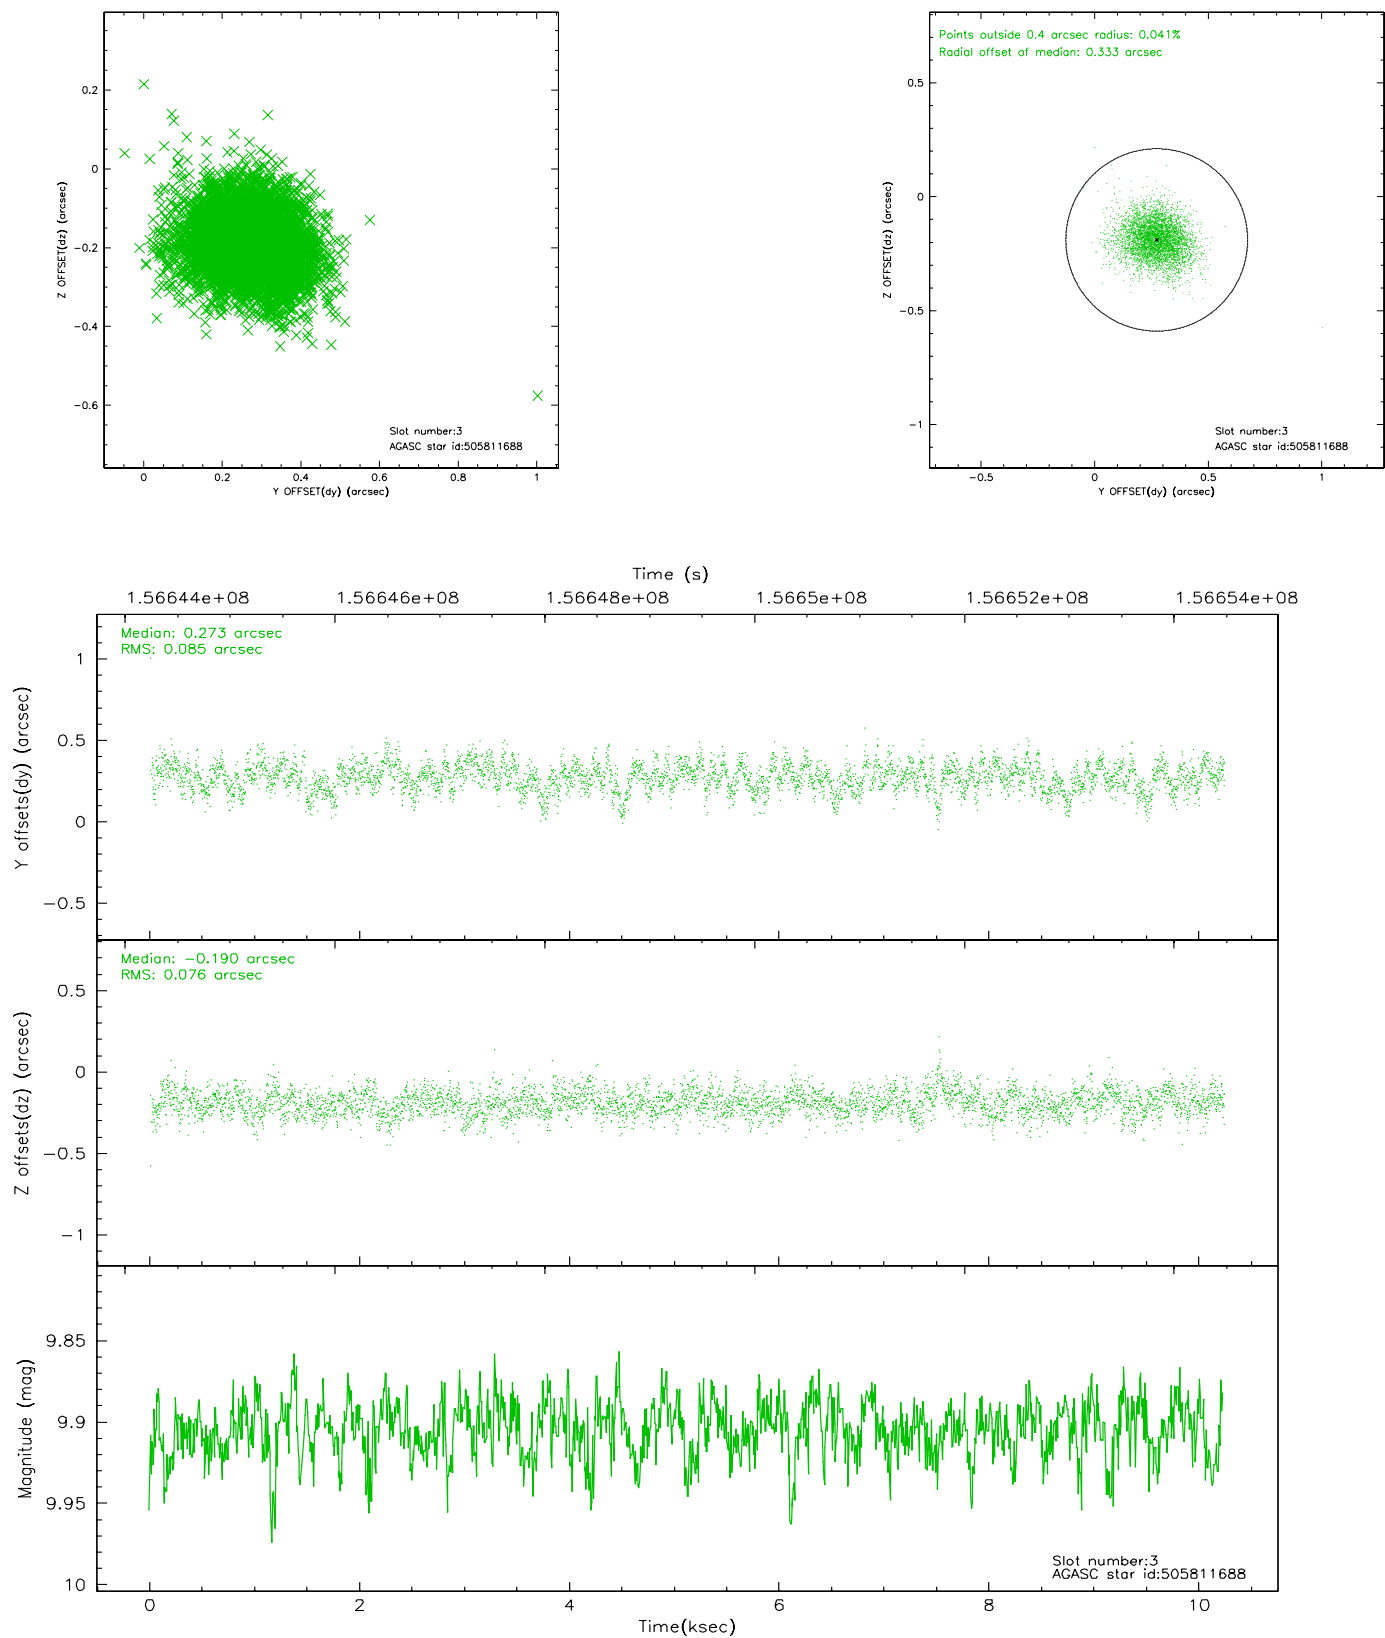 0.2
0
-0.2
-0.4
-0.6
Z OFFSET(dz) (arcsec)
0
0.2
0.4
0.6
0.8
1
Y OFFSET(dy) (arcsec)
Slot number:3
AGASC star id:505811688
Points outside 0.4 arcsec radius: 0.041%
Radial offset of median: 0.333 arcsec
0.5
0
-0.5
-1
Z OFFSET(dz) (arcsec)
-0.5
0
0.5
1
Y OFFSET(dy) (arcsec)
Slot number:3
AGASC star id:505811688
Time (s)
1.56644e+08
1.56646e+08
1.56648e+08
1.5665e+08
1.56652e+08
1.56654e+08
Median: 0.273 arcsec
RMS: 0.085 arcsec
1
0.5
0
-0.5
Y offsets(dy) (arcsec)
Median: -0.190 arcsec
RMS: 0.076 arcsec
0.5
0
-0.5
-1
Z offsets(dz) (arcsec)
9.85
9.9
9.95
10
Magnitude (mag)
Slot number:3
AGASC star id:505811688
0
2
4
6
8
10
Time(ksec)